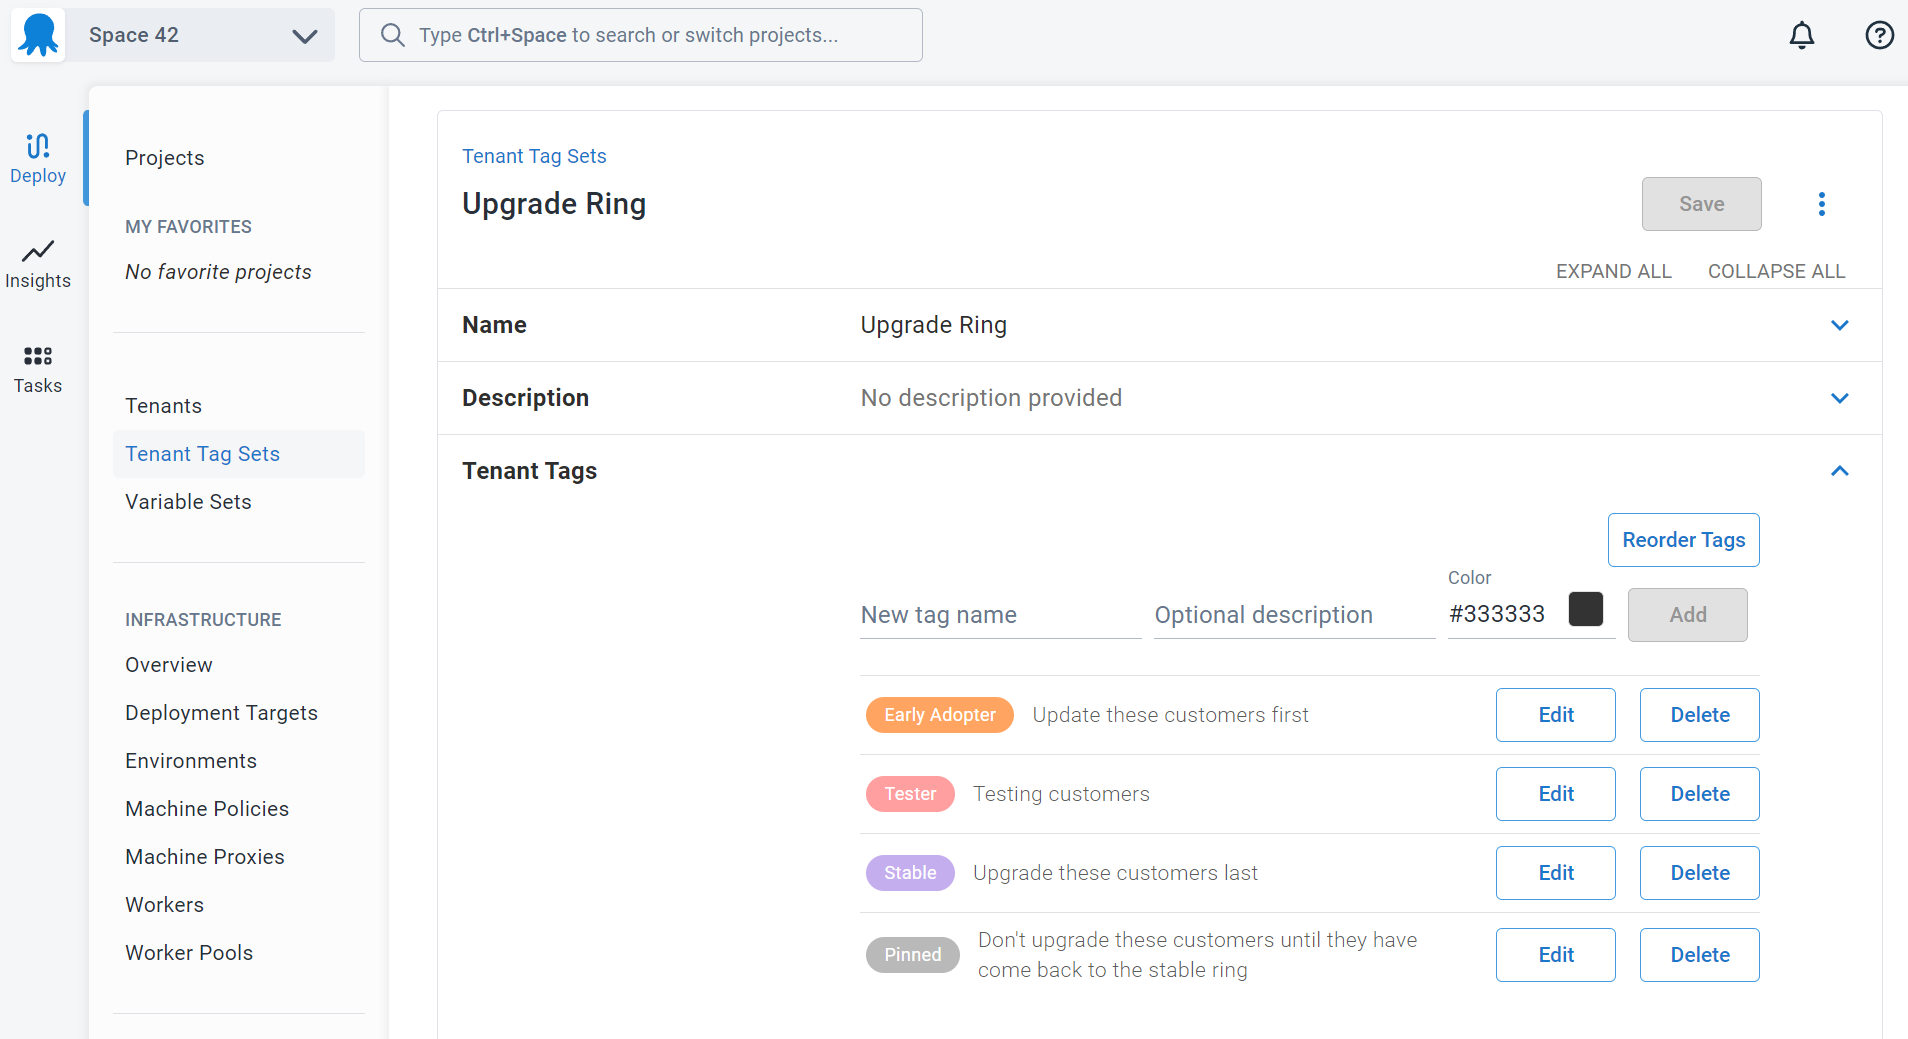 Space 42
Type Ctrl+Space to search or switch projects...
Deploy
Insights
Tasks
Projects
MY FAVORITES
No favorite projects
Tenants
Tenant Tag Sets
Variable Sets
INFRASTRUCTURE
Overview
Deployment Targets
Environments
Machine Policies
Machine Proxies
Workers
Worker Pools
Tenant Tag Sets
Upgrade Ring
Save
EXPAND ALL COLLAPSE ALL
Name Upgrade Ring
Description No description provided
Tenant Tags
Reorder Tags
Color
New tag name Optional description #333333 Add
Early Adopter Update these customers first Edit Delete
Tester Testing customers Edit Delete
Stable Upgrade these customers last Edit Delete
Pinned Don't upgrade these customers until they have
come back to the stable ring Edit Delete